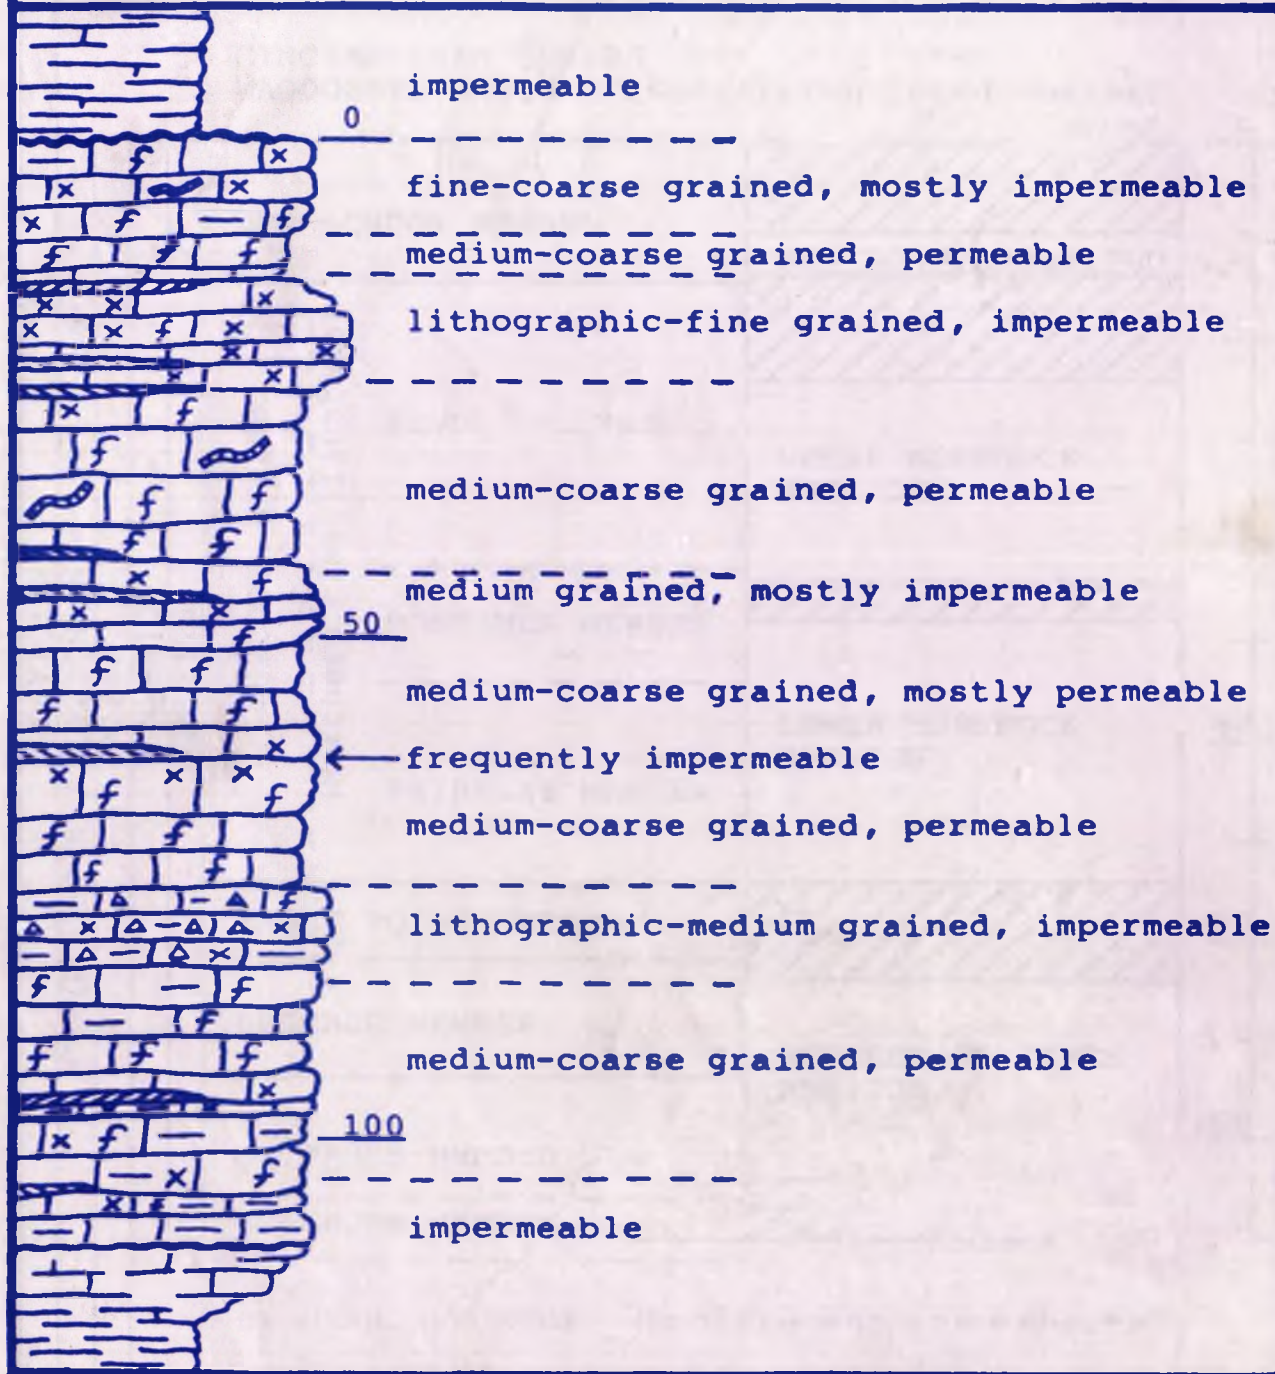 impermeable
0
fine-coarse grained, mostly impermeable
medium-coarse grained, permeable
lithographic-fine grained, impermeable
medium-coarse grained, permeable
medium grained, mostly impermeable
50
medium-coarse grained, mostly permeable
frequently impermeable
medium-coarse grained, permeable
lithographic-medium grained, impermeable
medium-coarse grained, permeable
100
impermeable